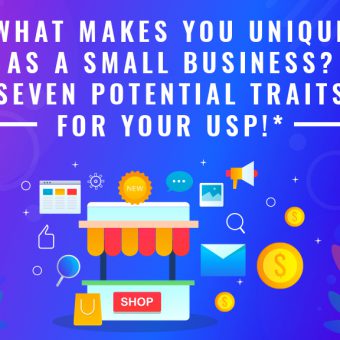 WHAT MAKES YOU UNIQUE
AS A SMALL BUSINESS?
SEVEN POTENTIAL TRAITS
FOR YOUR USP!*
NEW
SHOP